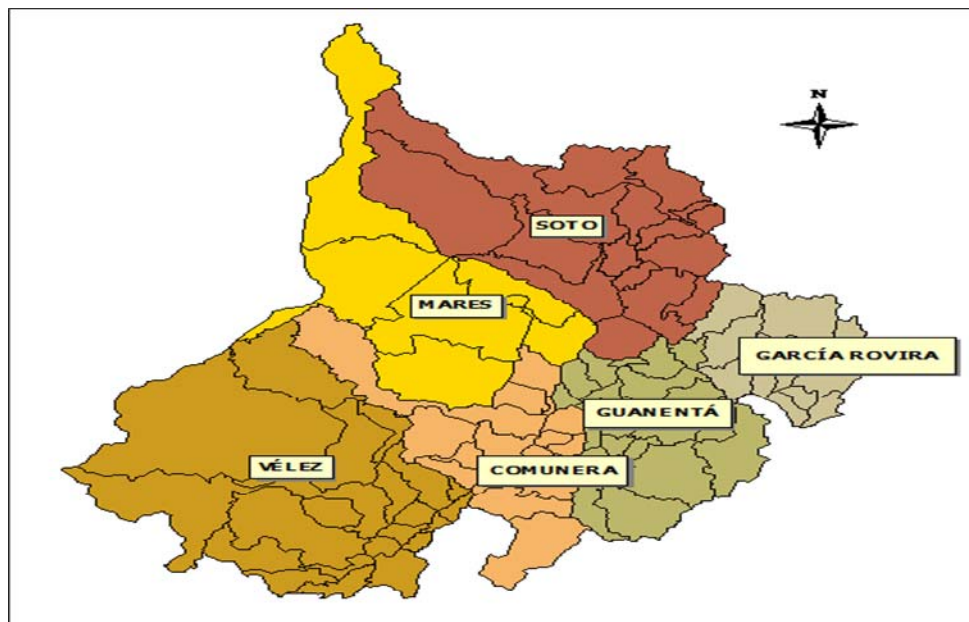 N
SOTO
MARES
GARCÍA ROVIRA
GUANENTÁ
VÉLEZ
COMUNERA